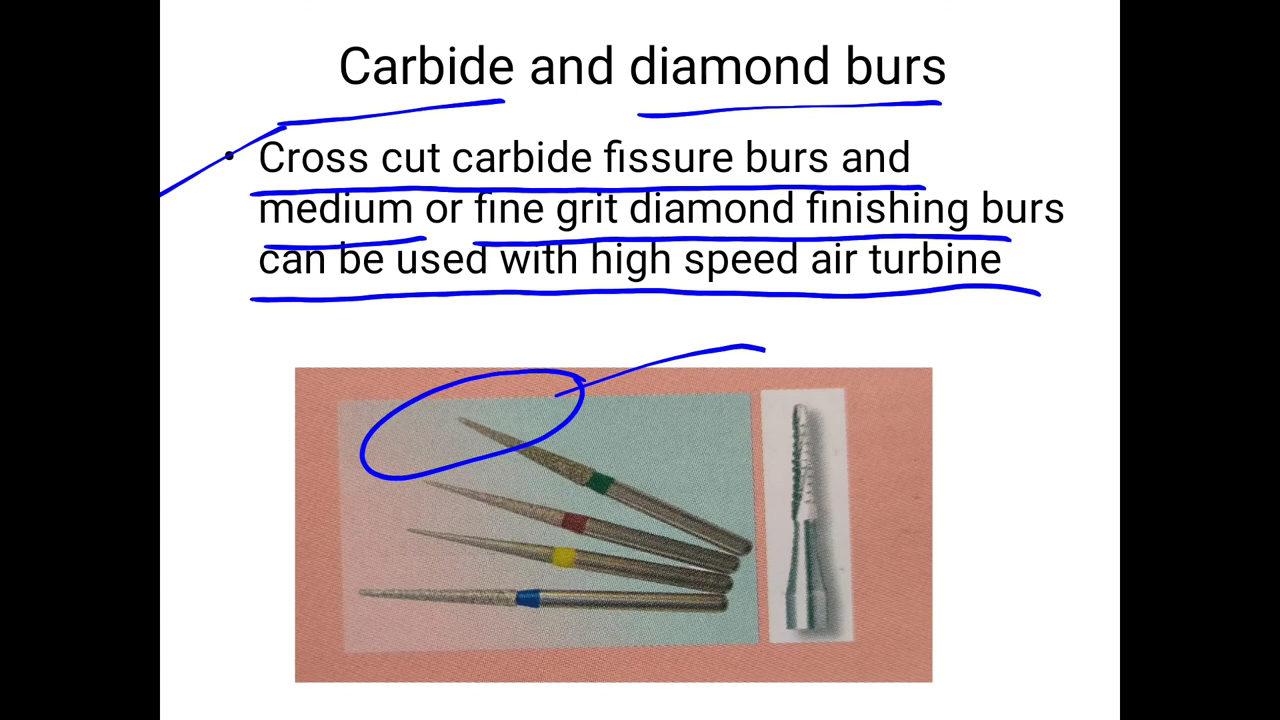 Carbide and diamond burs
• Cross cut carbide fissure burs and
medium or fine grit diamond finishing burs
can be used with high speed air turbine